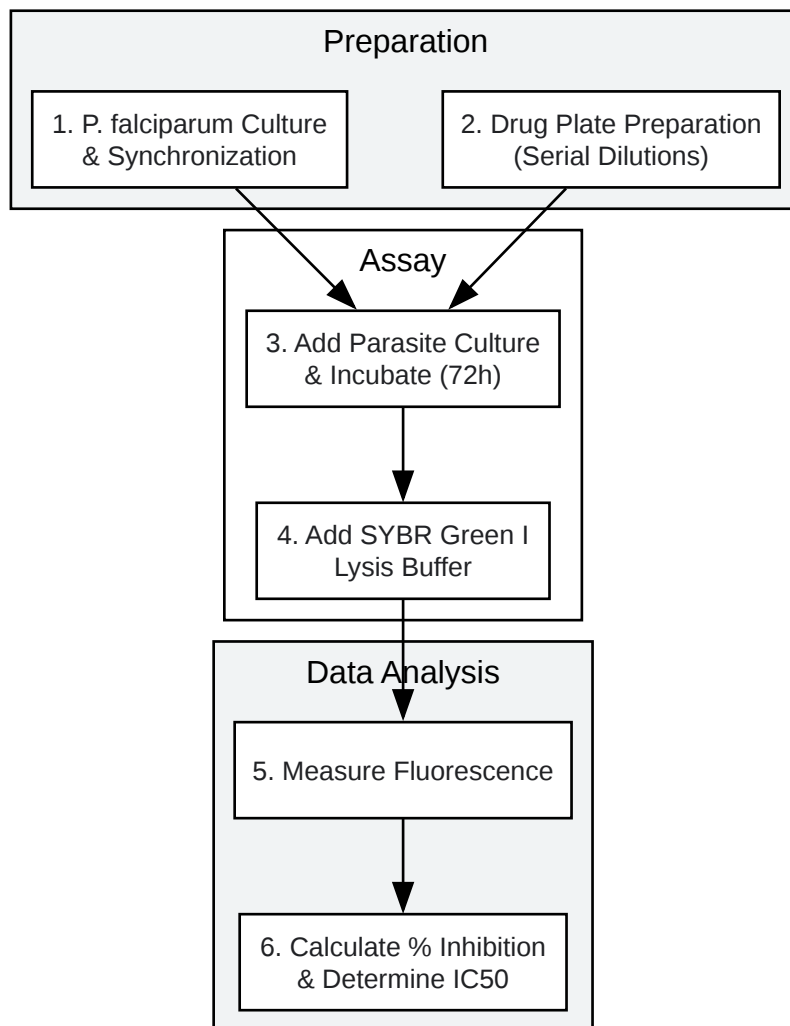 Preparation
1. P. falciparum Culture
& Synchronization
2. Drug Plate Preparation
(Serial Dilutions)
Assay
3. Add Parasite Culture
& Incubate (72h)
4. Add SYBR Green I
Lysis Buffer
Data Analysis
5. Measure Fluorescence
6. Calculate % Inhibition
& Determine IC50